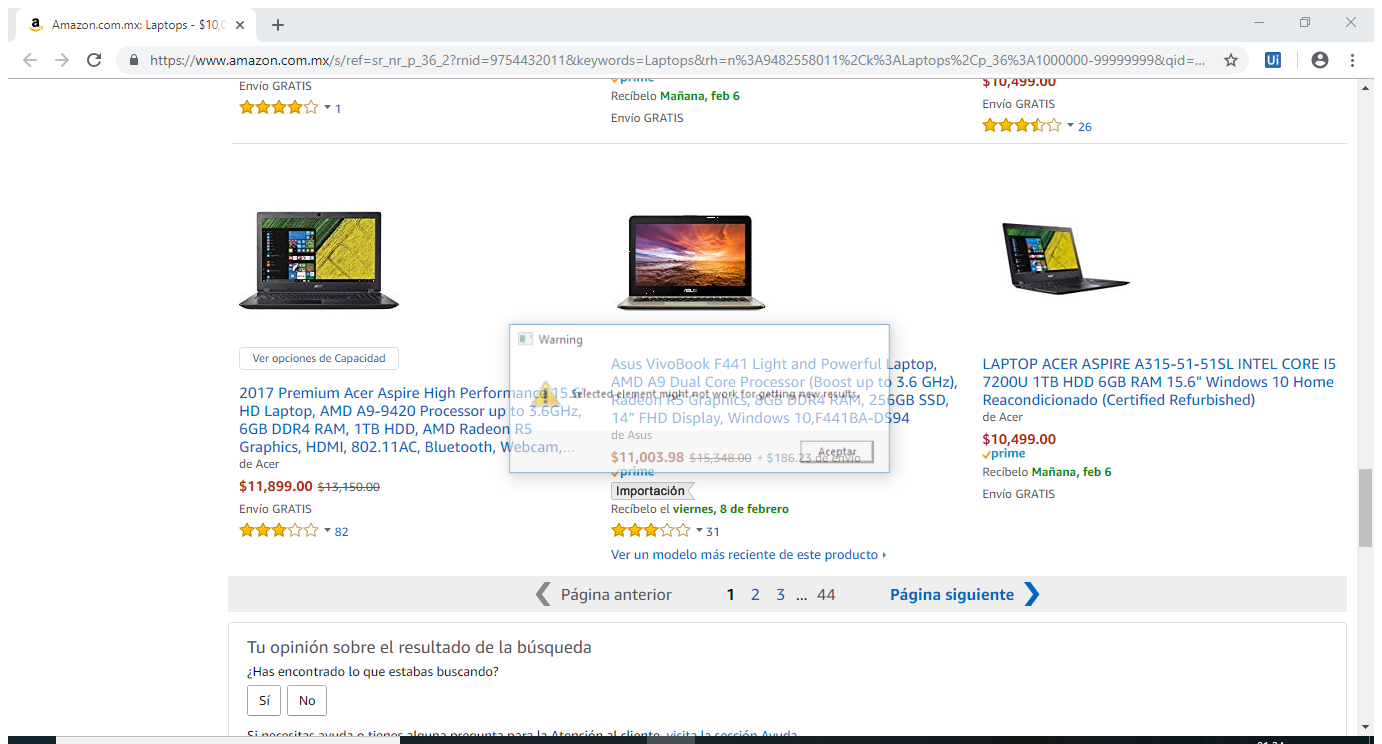 Amazon.com.mx: Laptops - $10,0
https://www.amazon.com.mx/s/ref=sr_nr_p_36_2?rnid=9754432011&keywords=Laptops&rh=n%3A9482558011%2Ck%3ALaptops%2Cp_36%3A1000000-99999999&qid=...
Ui
Envío GRATIS
1
prime
Recíbelo Mañana, feb 6
Envío GRATIS
$10,499.00
Envío GRATIS
26
Ver opciones de Capacidad
2017 Premium Acer Aspire High Performance 15.6"
HD Laptop, AMD A9-9420 Processor up to 3.6GHz,
6GB DDR4 RAM, 1TB HDD, AMD Radeon R5
Graphics, HDMI, 802.11AC, Bluetooth, Webcam,...
de Acer
$11,899.00 $13,150.00
Envío GRATIS
82
Warning
Selected element might not work for getting new results.
Aceptar
Asus VivoBook F441 Light and Powerful Laptop,
AMD A9 Dual Core Processor (Boost up to 3.6 GHz),
Radeon R5 Graphics, 8GB DDR4 RAM, 256GB SSD,
14” FHD Display, Windows 10,F441BA-DS94
de Asus
$11,003.98 $15,348.00 + $186.23 de envío
prime
Importación
Recíbelo el viernes, 8 de febrero
31
Ver un modelo más reciente de este producto
LAPTOP ACER ASPIRE A315-51-51SL INTEL CORE I5
7200U 1TB HDD 6GB RAM 15.6" Windows 10 Home
Reacondicionado (Certified Refurbished)
de Acer
$10,499.00
prime
Recíbelo Mañana, feb 6
Envío GRATIS
Página anterior 1 2 3 ... 44 Página siguiente
Tu opinión sobre el resultado de la búsqueda
¿Has encontrado lo que estabas buscando?
Sí No
Si necesitas ayuda o tienes alguna pregunta para la Atención al cliente, visita la sección Ayuda